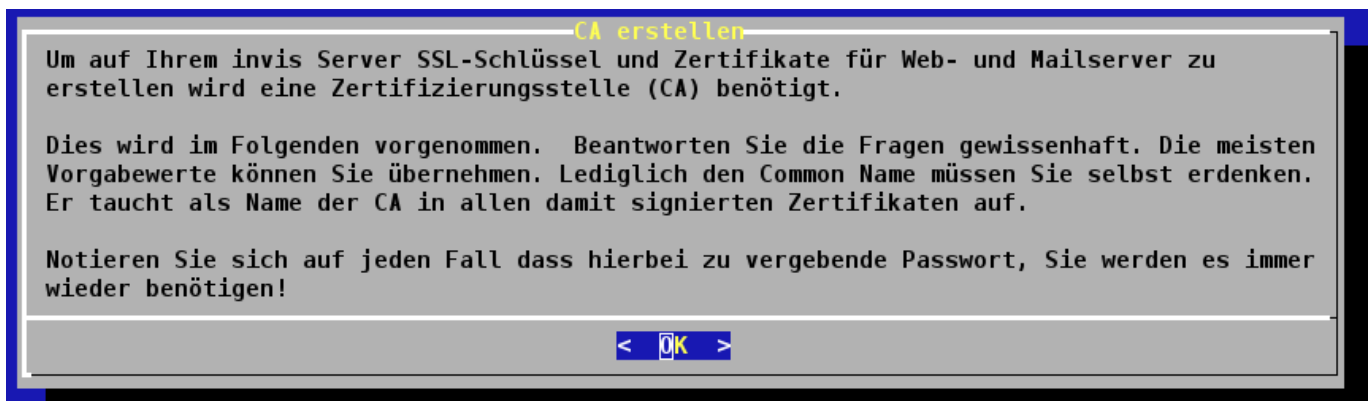 CA erstellen
Um auf Ihrem invis Server SSL-Schlüssel und Zertifikate für Web- und Mailserver zu
erstellen wird eine Zertifizierungsstelle (CA) benötigt.
Dies wird im Folgenden vorgenommen.  Beantworten Sie die Fragen gewissenhaft. Die meisten
Vorgabewerte können Sie übernehmen. Lediglich den Common Name müssen Sie selbst erdenken.
Er taucht als Name der CA in allen damit signierten Zertifikaten auf.
Notieren Sie sich auf jeden Fall dass hierbei zu vergebende Passwort, Sie werden es immer
wieder benötigen!
<  OK  >